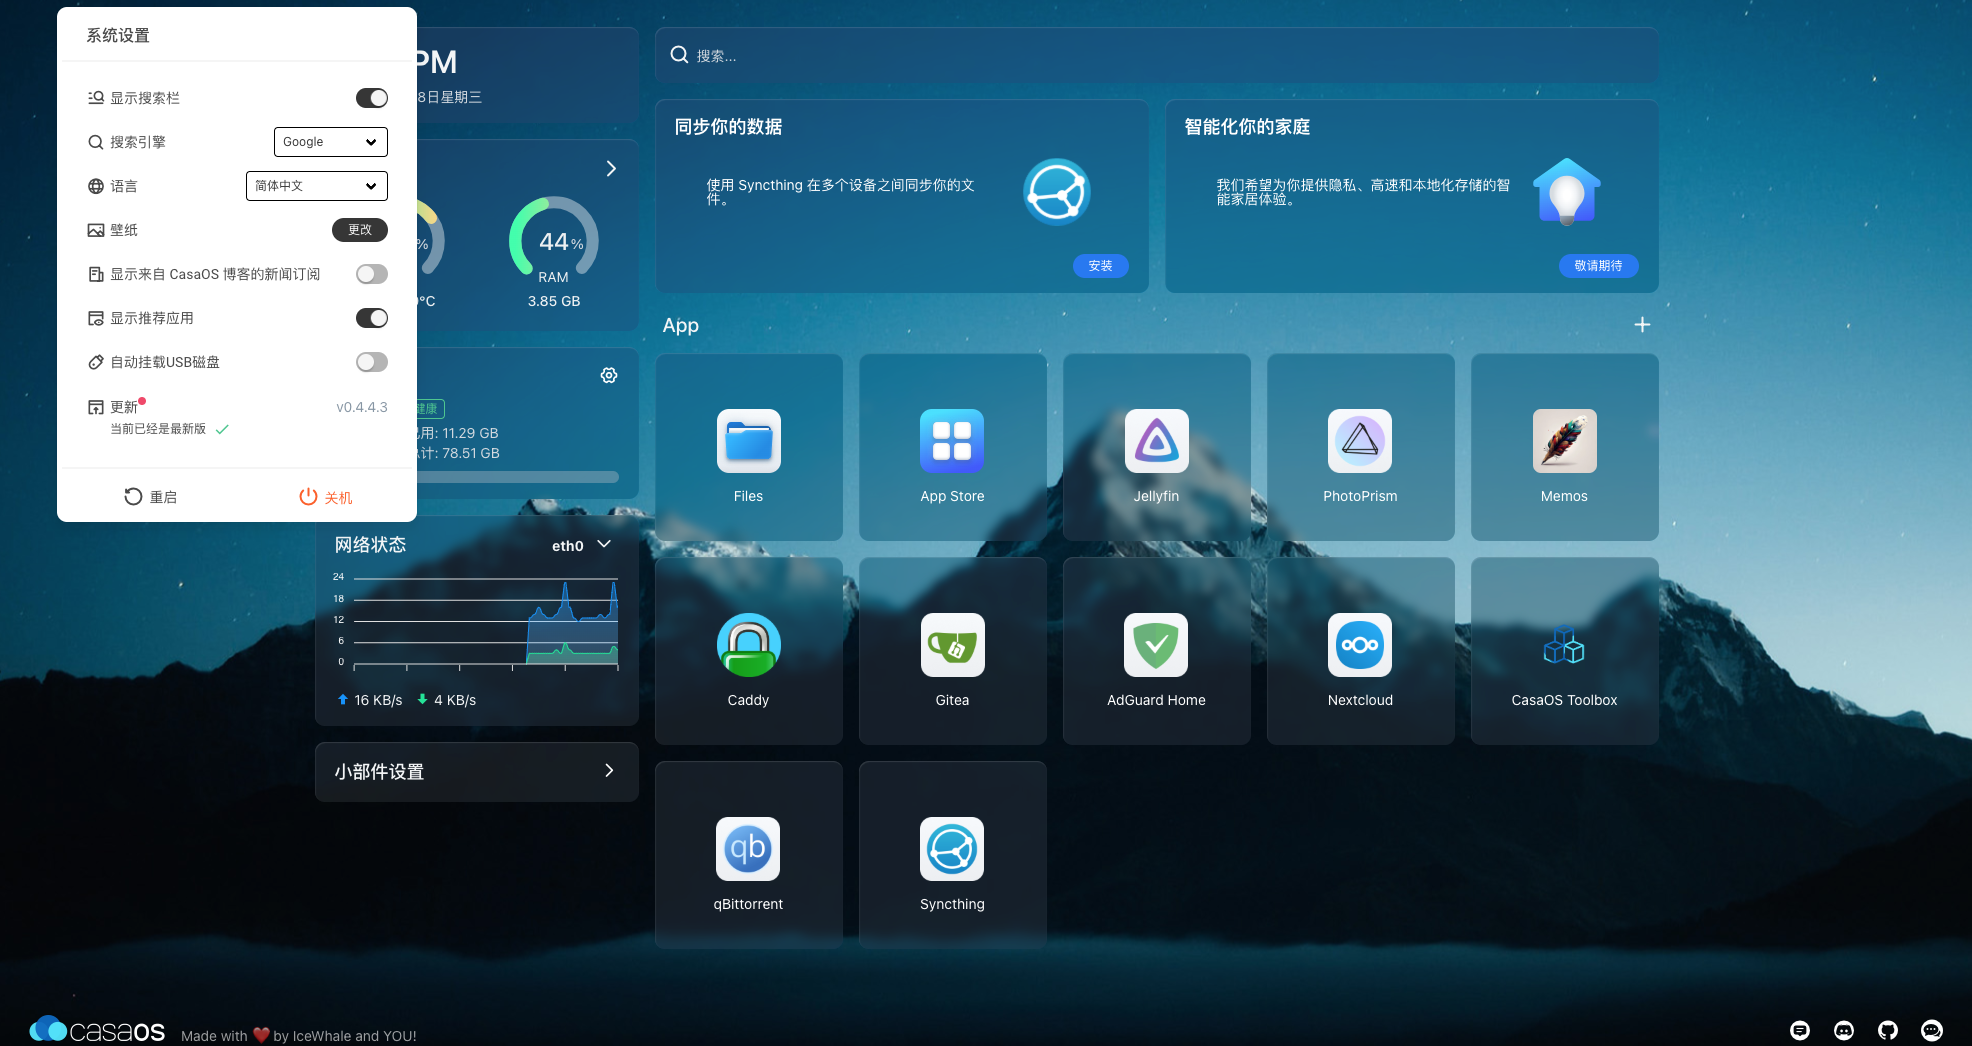 系统设置
显示搜索栏
搜索引擎
Google
语言
简体中文
壁纸
更改
显示来自 CasaOS 博客的新闻订阅
显示推荐应用
自动挂载USB磁盘
更新
v0.4.4.3
当前已经是最新版
重启
关机
PM
8日星期三
%
44%
RAM
°C
3.85 GB
健康
用: 11.29 GB
计: 78.51 GB
网络状态
eth0
24
18
12
6
0
16 KB/s
4 KB/s
小部件设置
搜索...
同步你的数据
使用 Syncthing 在多个设备之间同步你的文
件。
安装
智能化你的家庭
我们希望为你提供隐私、高速和本地化存储的智
能家居体验。
敬请期待
App
Files
App Store
Jellyfin
PhotoPrism
Memos
Caddy
Gitea
AdGuard Home
Nextcloud
CasaOS Toolbox
qb
qBittorrent
Syncthing
casaOS
Made with ❤️ by IceWhale and YOU!